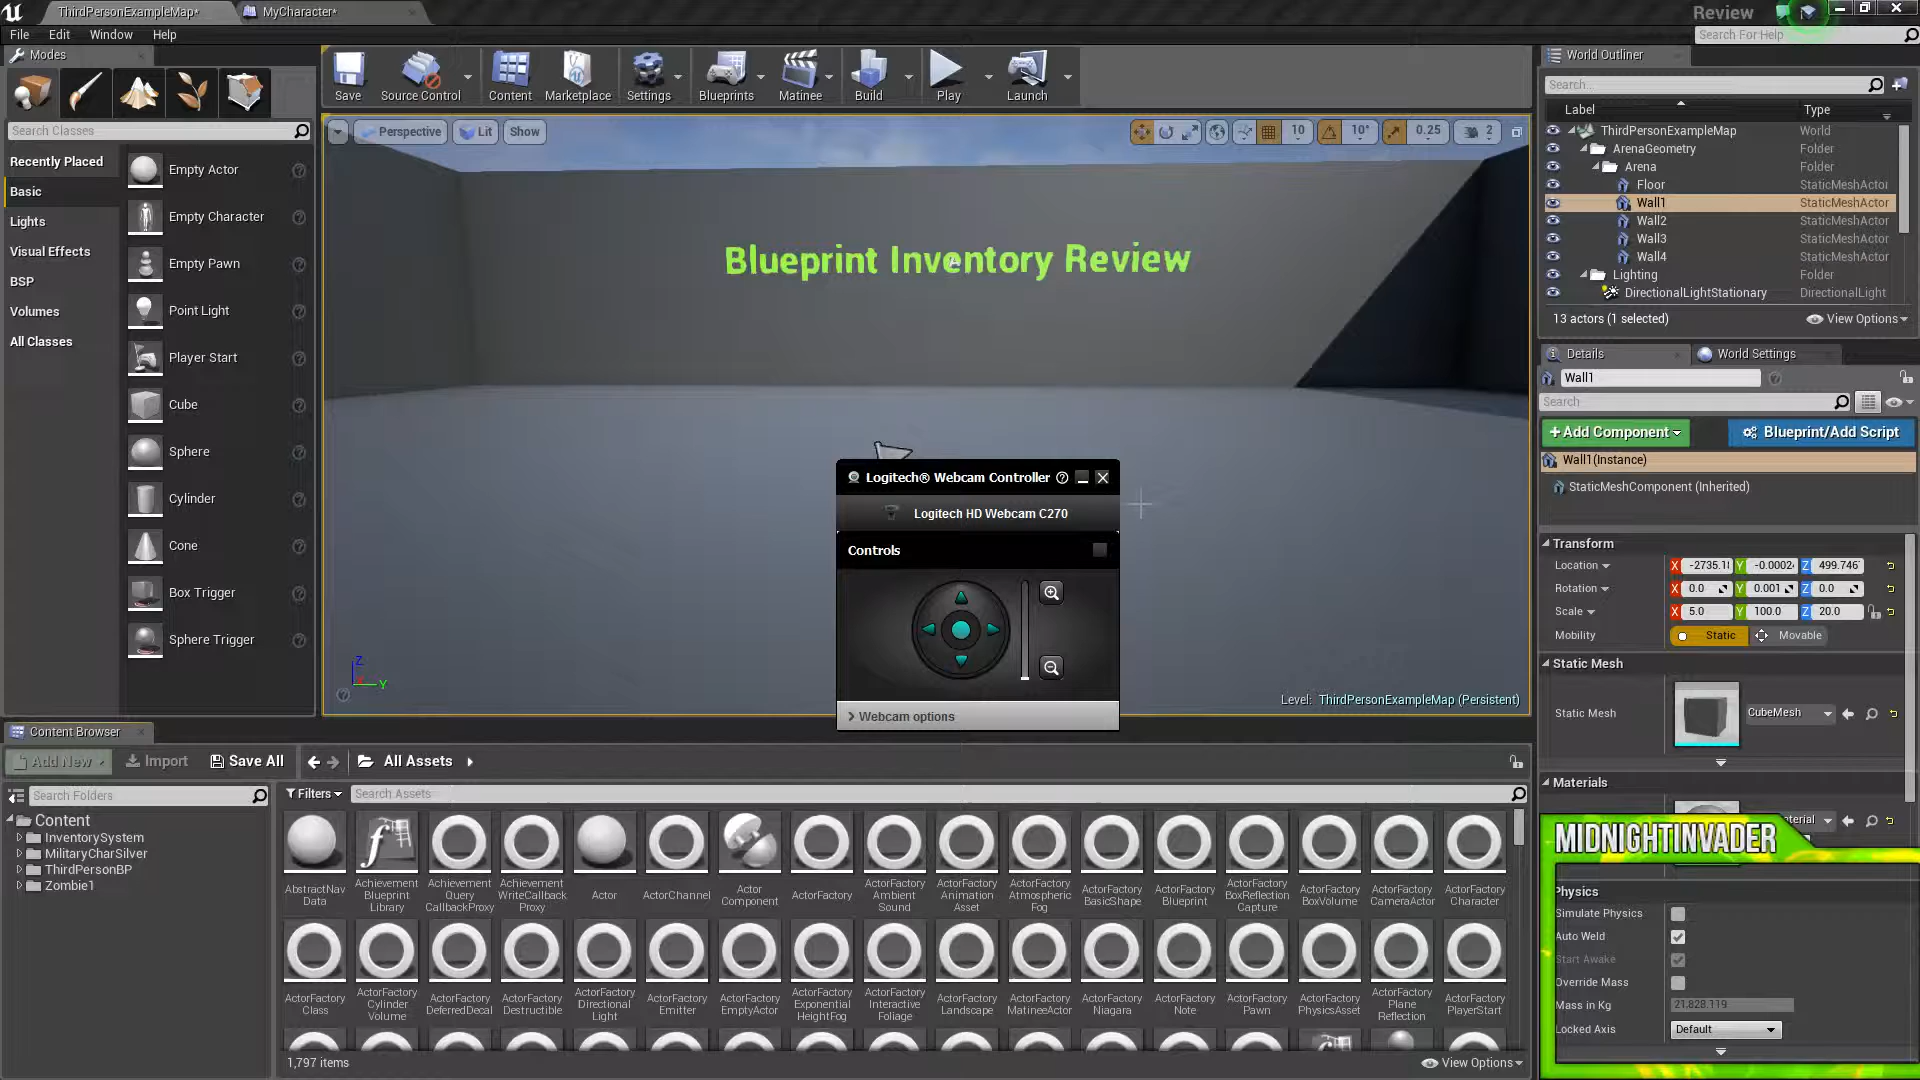 ThirdPersonExampleMap*
MyCharacter*
Review
File
Edit
Window
Help
Search For Help
Modes
Search Classes
Recently Placed
Basic
Lights
Visual Effects
BSP
Volumes
All Classes
Empty Actor
Empty Character
Empty Pawn
Point Light
Player Start
Cube
Sphere
Cylinder
Cone
Box Trigger
Sphere Trigger
Save
Source Control
Content
Marketplace
Settings
Blueprints
Matinee
Build
Play
Launch
Perspective
Lit
Show
10
10°
0.25
2
Blueprint Inventory Review
Level: ThirdPersonExampleMap (Persistent)
Z
Y
Logitech® Webcam Controller
Logitech HD Webcam C270
Controls
Webcam options
World Outliner
Search...
Label
Type
ThirdPersonExampleMap World
ArenaGeometry Folder
Arena Folder
Floor StaticMeshActor
Wall1 StaticMeshActor
Wall2 StaticMeshActor
Wall3 StaticMeshActor
Wall4 StaticMeshActor
Lighting Folder
DirectionalLightStationary DirectionalLight
13 actors (1 selected)
View Options
Details
World Settings
Wall1
Search
+Add Component
Blueprint/Add Script
Wall1(Instance)
StaticMeshComponent (Inherited)
Transform
Location X -2735.1 Y -0.0002 Z 499.746
Rotation X 0.0 Y 0.001 Z 0.0
Scale X 5.0 Y 100.0 Z 20.0
Mobility Static Movable
Static Mesh
Static Mesh CubeMesh
Materials
aterial
MIDNIGHTINVADER
Physics
Simulate Physics
Auto Weld
Start Awake
Override Mass
Mass in Kg 21,828.119
Locked Axis Default
Content Browser
Add New
Import
Save All
All Assets
Search Folders
Filters
Search Assets
Content
InventorySystem
MilitaryCharSilver
ThirdPersonBP
Zombie1
AbstractNav
Data
Achievement
Blueprint
Library
Achievement
Query
CallbackProxy
Achievement
WriteCallback
Proxy
Actor
ActorChannel
Actor
Component
ActorFactory
ActorFactory
Ambient
Sound
ActorFactory
Animation
Asset
ActorFactory
Atmospheric
Fog
ActorFactory
BasicShape
ActorFactory
Blueprint
ActorFactory
BoxReflection
Capture
ActorFactory
BoxVolume
ActorFactory
CameraActor
ActorFactory
Character
ActorFactory
Class
ActorFactory
Cylinder
Volume
ActorFactory
DeferredDecal
ActorFactory
Destructible
ActorFactory
Directional
Light
ActorFactory
Emitter
ActorFactory
EmptyActor
ActorFactory
Exponential
HeightFog
ActorFactory
Interactive
Foliage
ActorFactory
Landscape
ActorFactory
MatineeActor
ActorFactory
Niagara
ActorFactory
Note
ActorFactory
Pawn
ActorFactory
PhysicsAsset
ActorFactory
Plane
Reflection
ActorFactory
PlayerStart
1,797 items
View Options